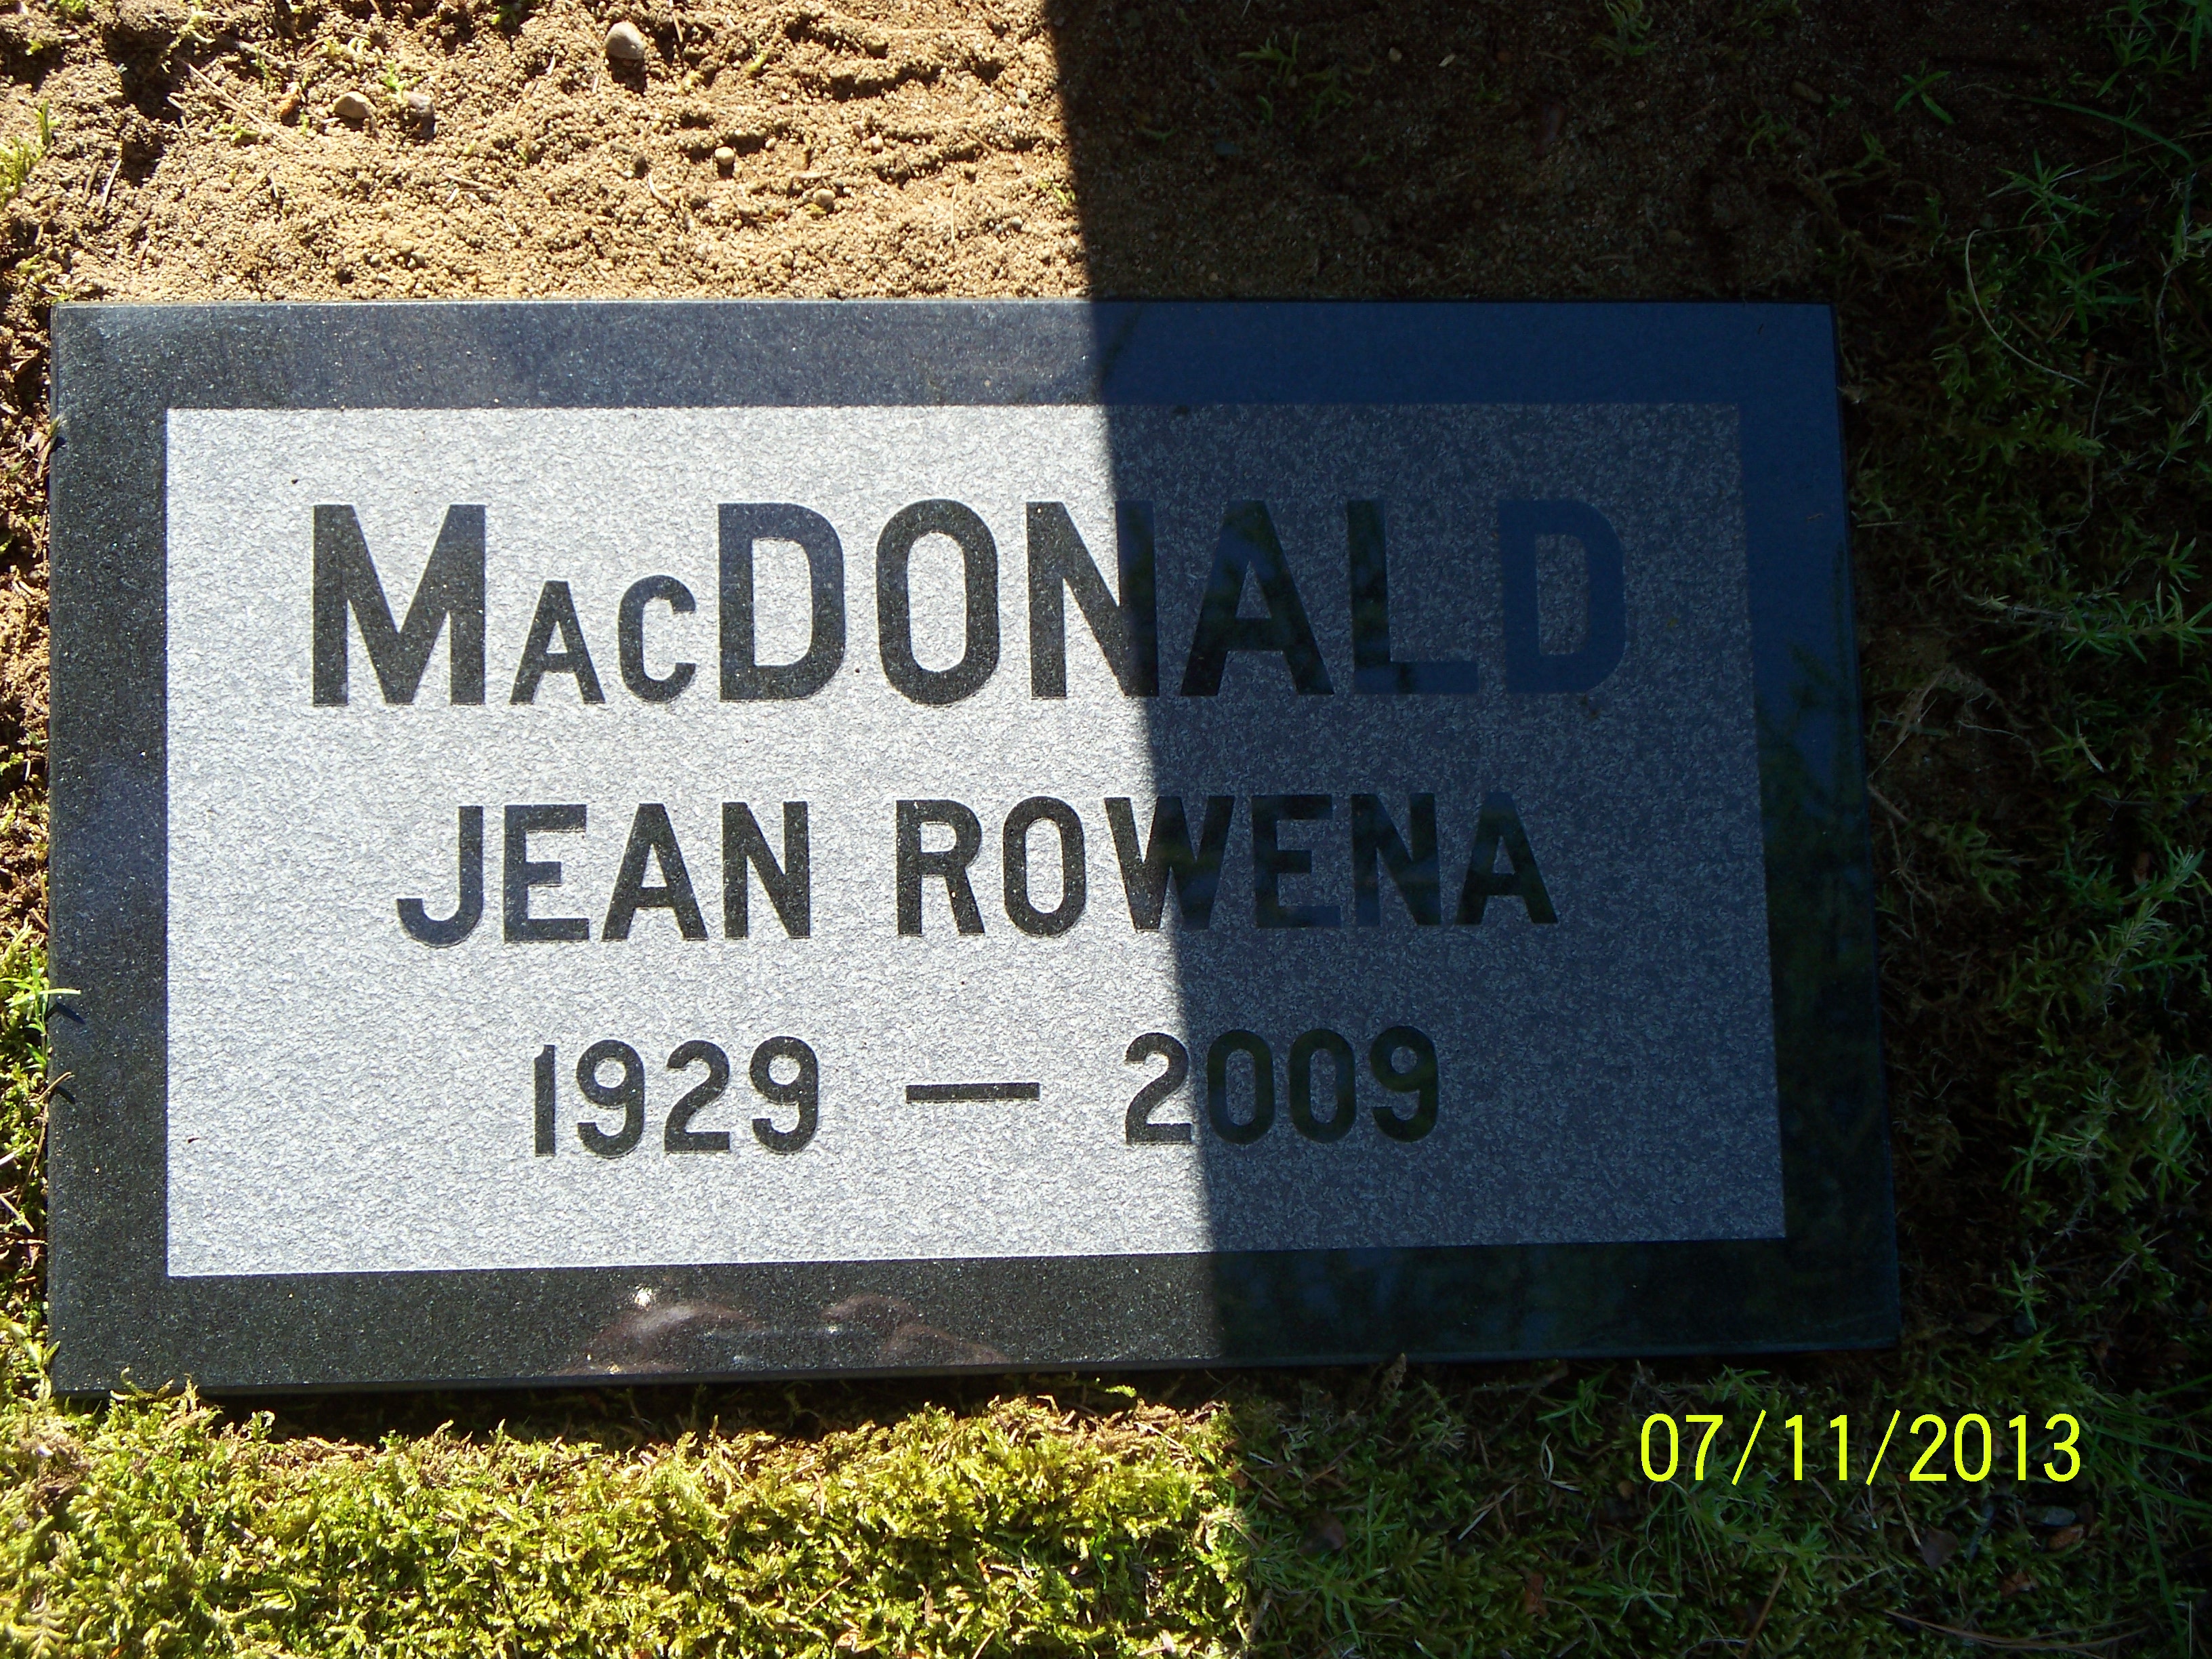 MacDONALD
JEAN ROWENA
1929 — 2009
07/11/2013